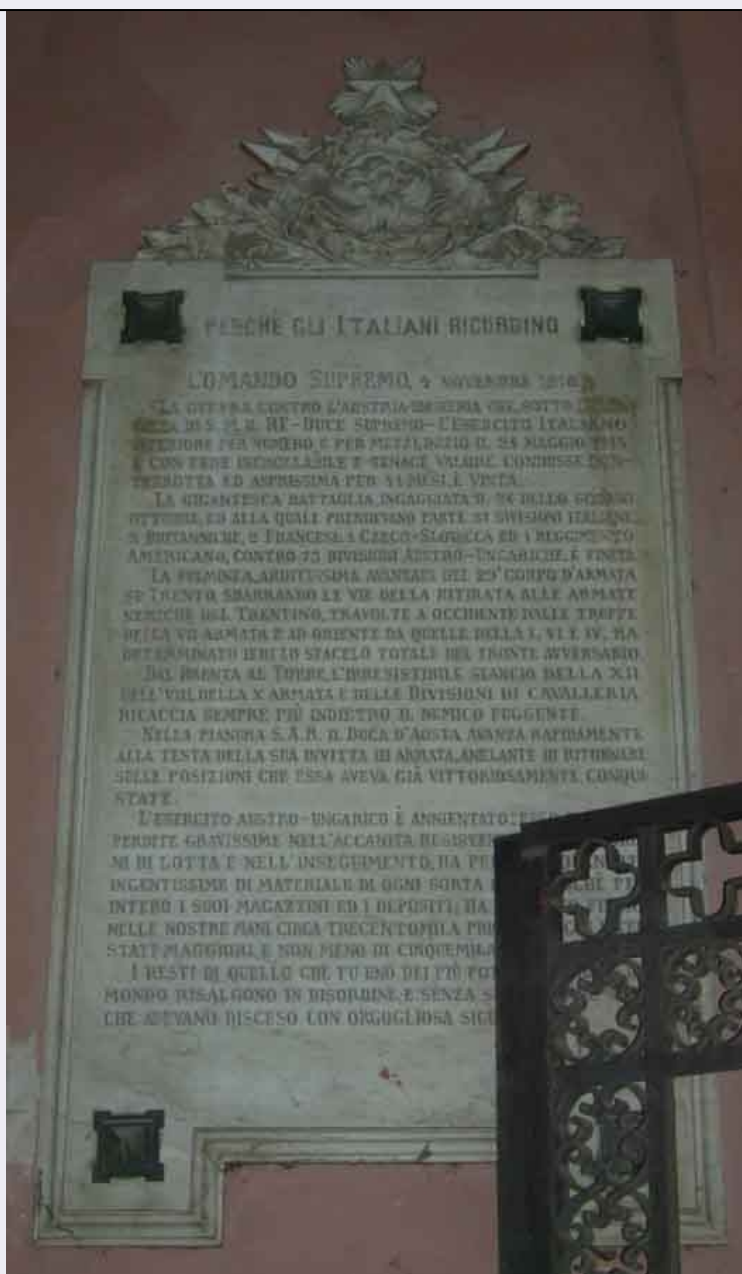 PERCHÈ GLI ITALIANI RICORDINO
COMANDO SUPREMO, 4 NOVEMBRE 1918.
LA GUERRA CONTRO L'AUSTRIA-UNGHERIA CHE, SOTTO
DI S. M. IL RE-DUCE SUPREMO-L'ESERCITO ITALIANO
INFERIORE PER NUMERO E PER MEZZI, INIZIÒ IL 24 MAGGIO 1915
E CON FEDE INCROLLABILE E TENACE VALORE CONDUSSE ININ-
TERROTTA ED ASPRISSIMA PER 41 MESI, È VINTA.
LA GIGANTESCA BATTAGLIA, INGAGGIATA IL 24 DELLO SCORSO
OTTOBRE, ED ALLA QUALE PRENDEVANO PARTE 51 DIVISIONI ITALIANE,
3 BRITANNICHE, 2 FRANCESI, 1 CZECO-SLOVACCA ED 1 REGGIMENTO
AMERICANO, CONTRO 73 DIVISIONI AUSTRO-UNGARICHE, È FINITA.
LA FULMINEA, ARDITISSIMA AVANZATA DEL 29° CORPO D'ARMATA
SU TRENTO, SBARRANDO LE VIE DELLA RITIRATA ALLE ARMATE
NEMICHE DEL TRENTINO, TRAVOLTE A OCCIDENTE DALLE TRUPPE
DELLA VII ARMATA E AD ORIENTE DA QUELLE DELLA I, VI E IV, HA
DETERMINATO IERI LO SFACELO TOTALE DEL FRONTE AVVERSARIO.
DAL BRENTA AL TORRE, L'IRRESISTIBILE SLANCIO DELLA XII
DELL'VIII, DELLA X ARMATA E DELLE DIVISIONI DI CAVALLERIA
RICACCIA SEMPRE PIÙ INDIETRO IL NEMICO FUGGENTE.
NELLA PIANURA S.A.R. IL DUCA D'AOSTA AVANZA RAPIDAMENTE
ALLA TESTA DELLA SUA INVITTA III ARMATA, ANELANTE DI RITORNARE
SULLE POSIZIONI CHE ESSA AVEVA GIÀ VITTORIOSAMENTE CONQUI
STATE.
L'ESERCITO AUSTRO-UNGARICO È ANNIENTATO: ESSO
PERDITE GRAVISSIME NELL'ACCANITA RESISTEN
NI DI LOTTA E NELL'INSEGUIMENTO, HA PER
INGENTISSIME DI MATERIALE DI OGNI SORTA
INTERO I SUOI MAGAZZINI ED I DEPOSITI; HA
NELLE NOSTRE MANI CIRCA TRECENTOMILA PRI
STATI MAGGIORI, E NON MENO DI CINQUEMILA
I RESTI DI QUELLO CHE FU UNO DEI PIÙ POT
MONDO RISALGONO IN DISORDINE E SENZA S
CHE AVEVANO DISCESO CON ORGOGLIOSA SICU